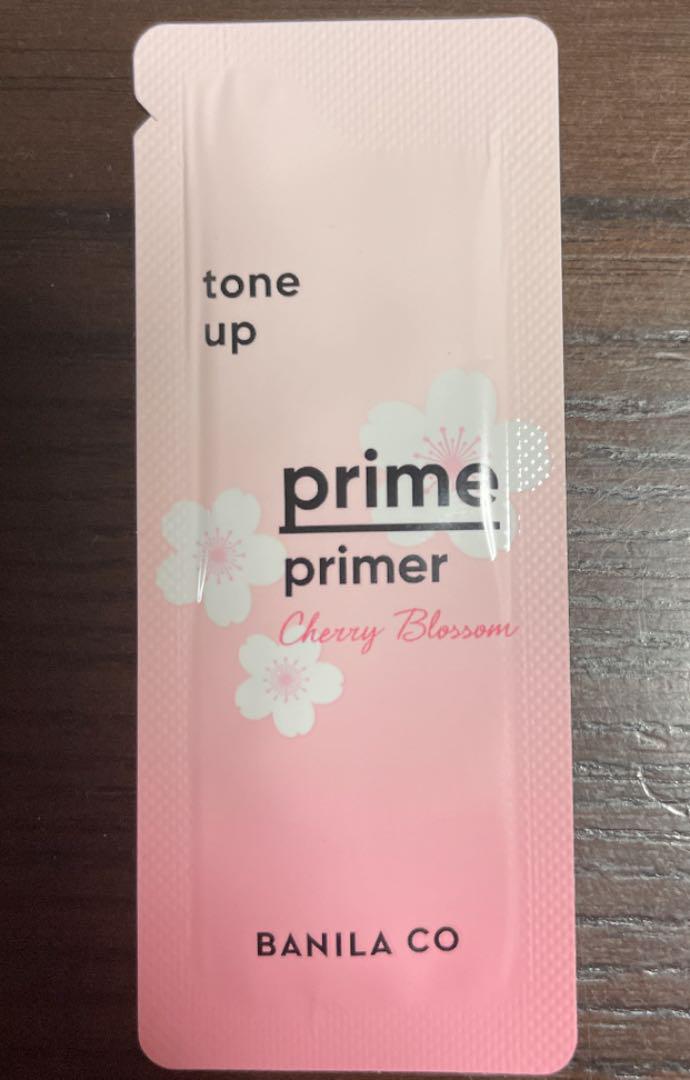 tone
up
prime
primer
Cherry Blossom
BANILA CO